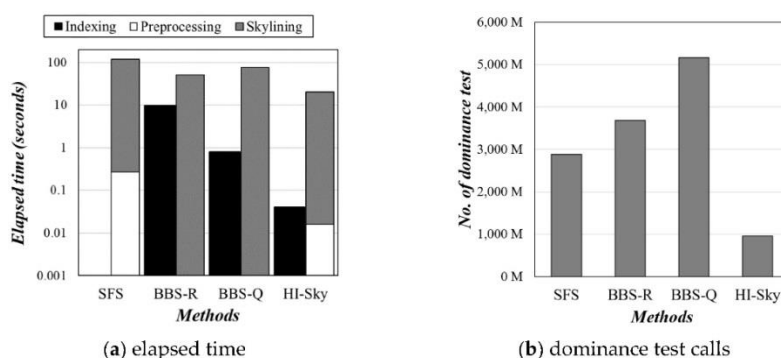 Indexing Preprocessing Skylining
100
10
1
0.1
0.01
0.001
Elapsed time (seconds)
SFS BBS-R BBS-Q HI-Sky
Methods
(a) elapsed time
6,000 M
5,000 M
4,000 M
3,000 M
2,000 M
1,000 M
0 M
No. of dominance test
SFS BBS-R BBS-Q HI-Sky
Methods
(b) dominance test calls